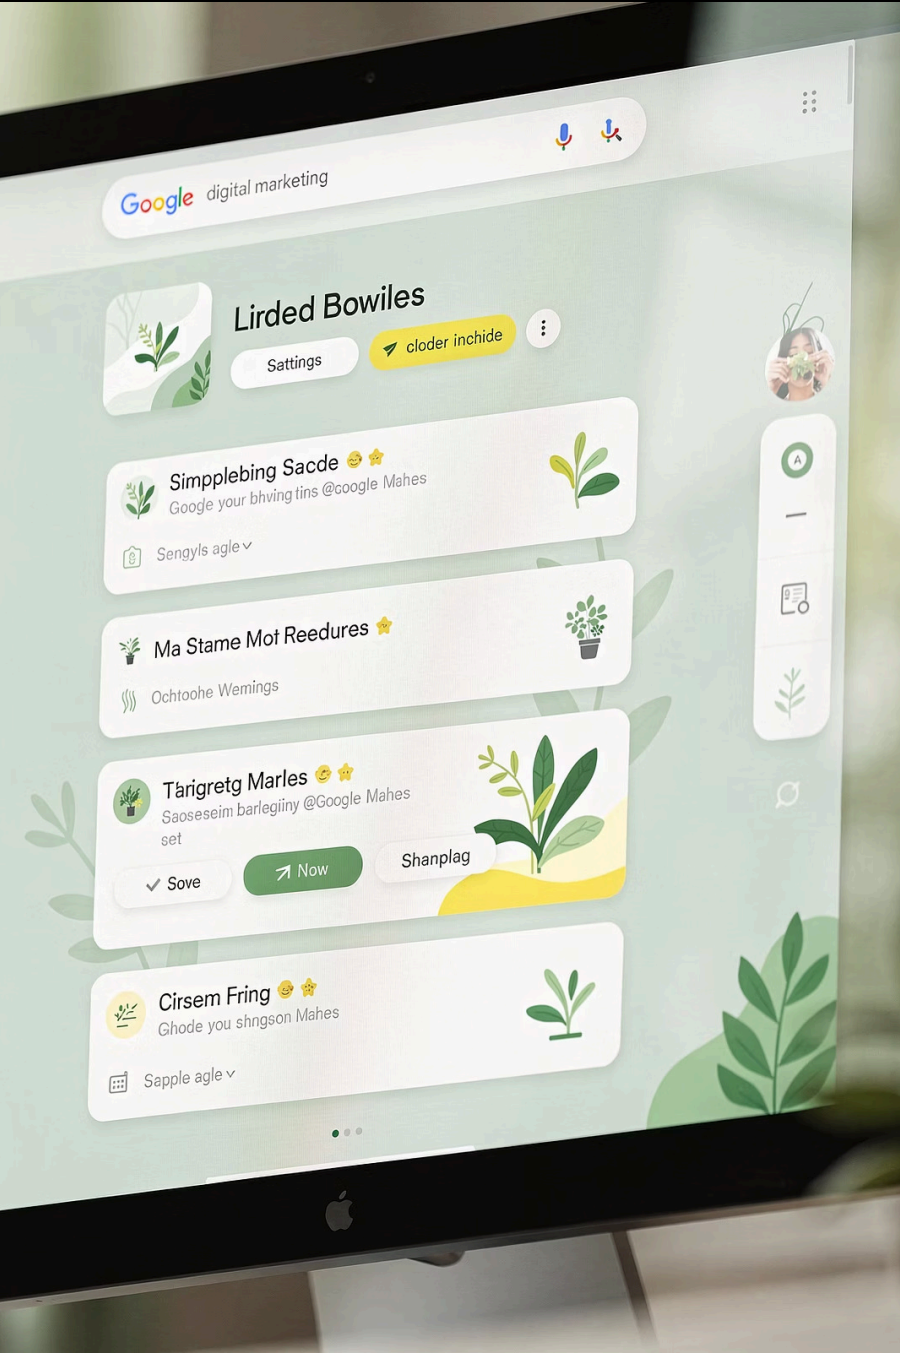 Google digital marketing
Lirded Bowiles
Sattings
cloder inchide
Simpplebing Sacde
Googe your bhving tins @google Mahes
Sengyls agle
A
Ma Stame Mot Reedures
Ochtoohe Wemings
Tarigretg Marles
Saoseseim barlegiiny @Google Mahes
set
Sove
Now
Shanplag
Cirsem Fring
Ghode you shngson Mahes
Sapple agle